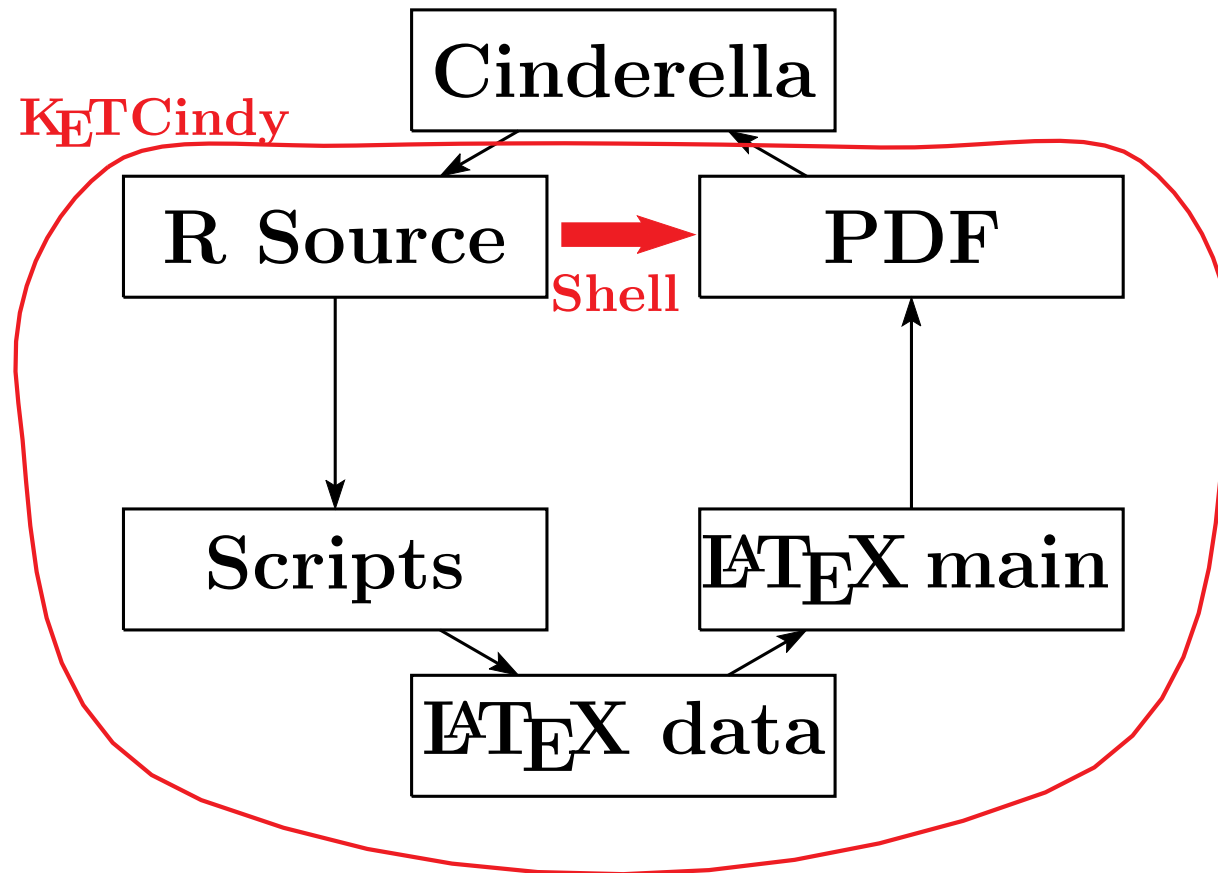 Cinderella
KETCindy
R Source
PDF
Shell
Scripts
LATEX main
LATEX data